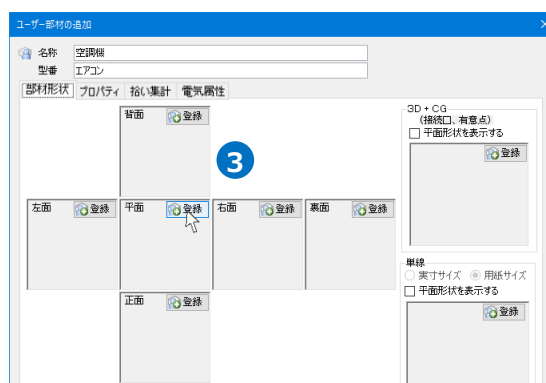 ユーザー部材の追加
名称 空調機
型番 エアコン
部材形状 プロパティ 拾い集計 電気属性
背面 登録
3
3D + CG
(接続口、有意点)
平面形状を表示する
登録
左面 登録 平面 登録 右面 登録 裏面 登録
単線
実寸サイズ 用紙サイズ
平面形状を表示する
正面 登録
登録